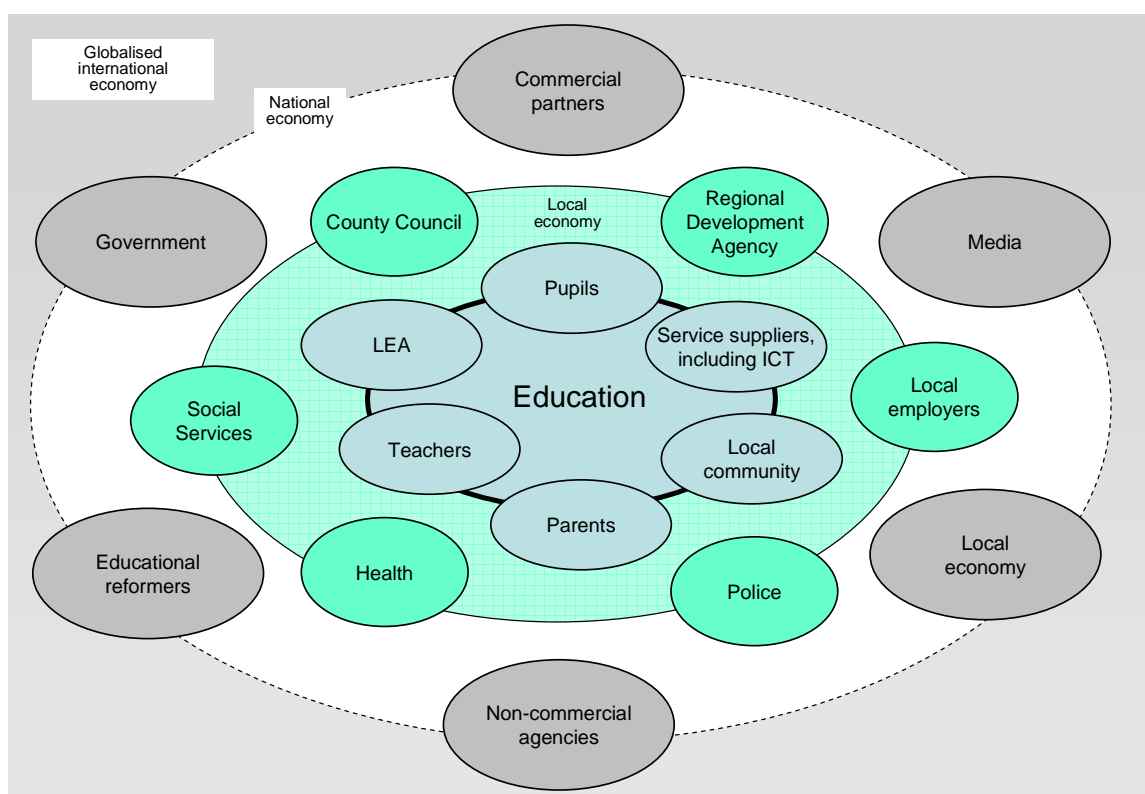 Globalised
international
economy
National
economy
Commercial
partners
Government
County Council
Local
economy
Regional
Development
Agency
Media
Pupils
LEA
Service suppliers,
including ICT
Education
Social
Services
Local
employers
Teachers
Local
community
Parents
Educational
reformers
Health
Police
Local
economy
Non-commercial
agencies